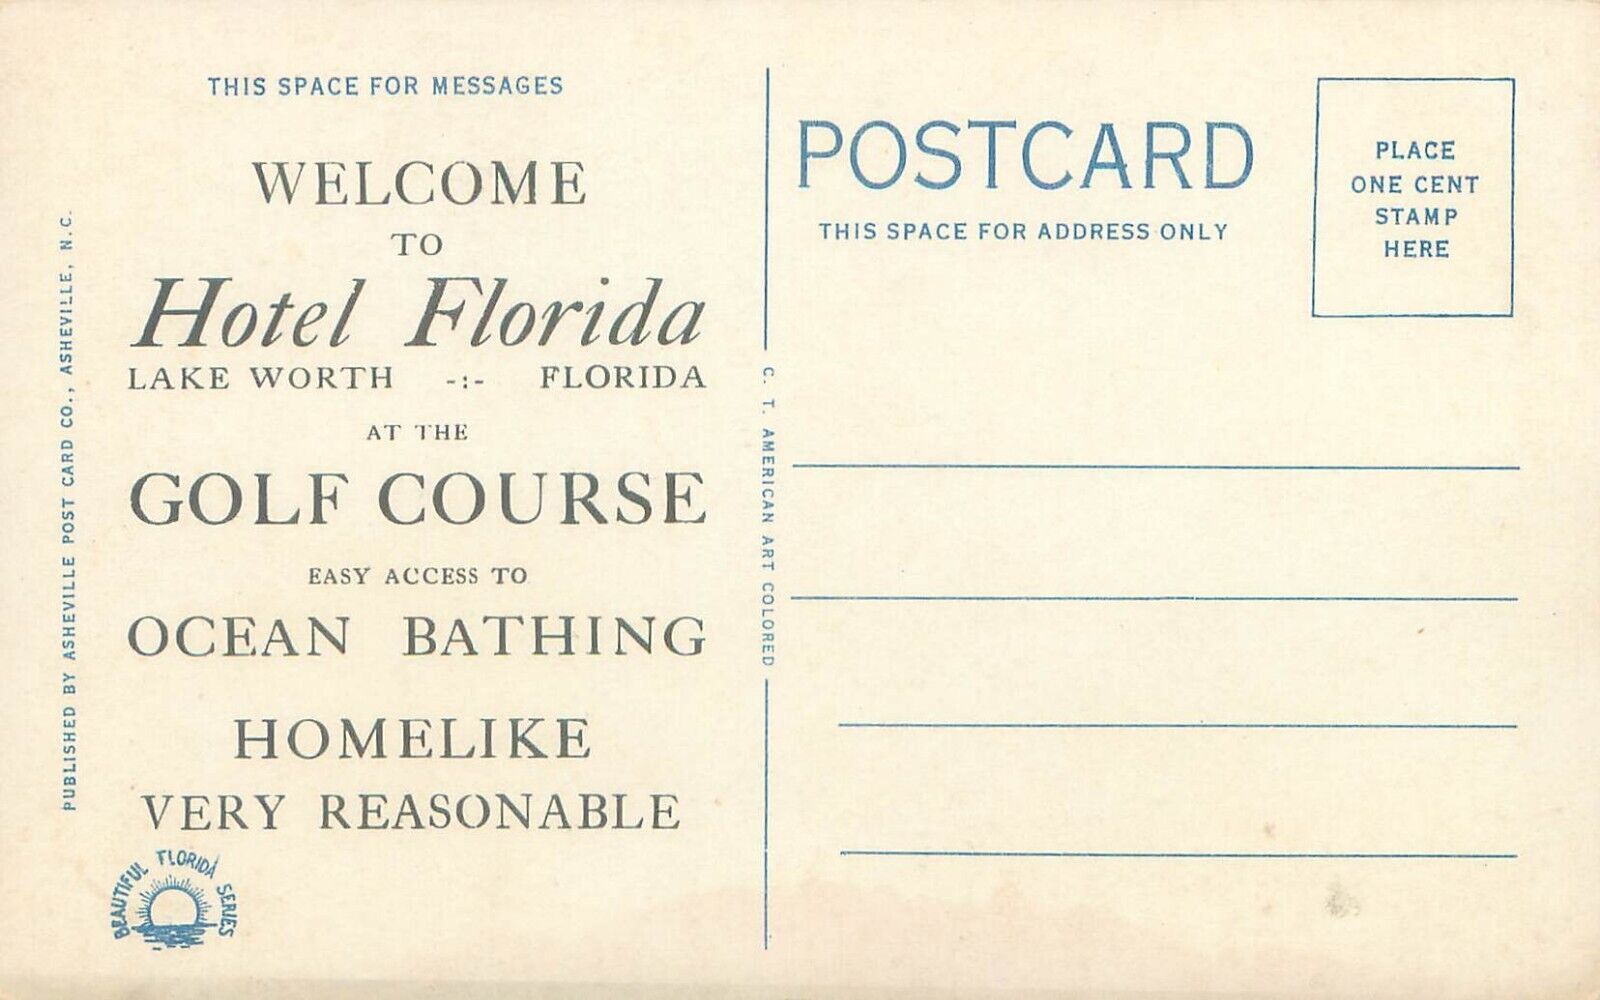 THIS SPACE FOR MESSAGES
WELCOME
TO
Hotel Florida
LAKE WORTH -:- FLORIDA
AT THE
GOLF COURSE
EASY ACCESS TO
OCEAN BATHING
HOMELIKE
VERY REASONABLE
BEAUTIFUL FLORIDA SERIES
PUBLISHED BY ASHEVILLE POST CARD CO., ASHEVILLE, N.C.
C. T. AMERICAN ART COLORED
POSTCARD
THIS SPACE FOR ADDRESS ONLY
PLACE
ONE CENT
STAMP
HERE